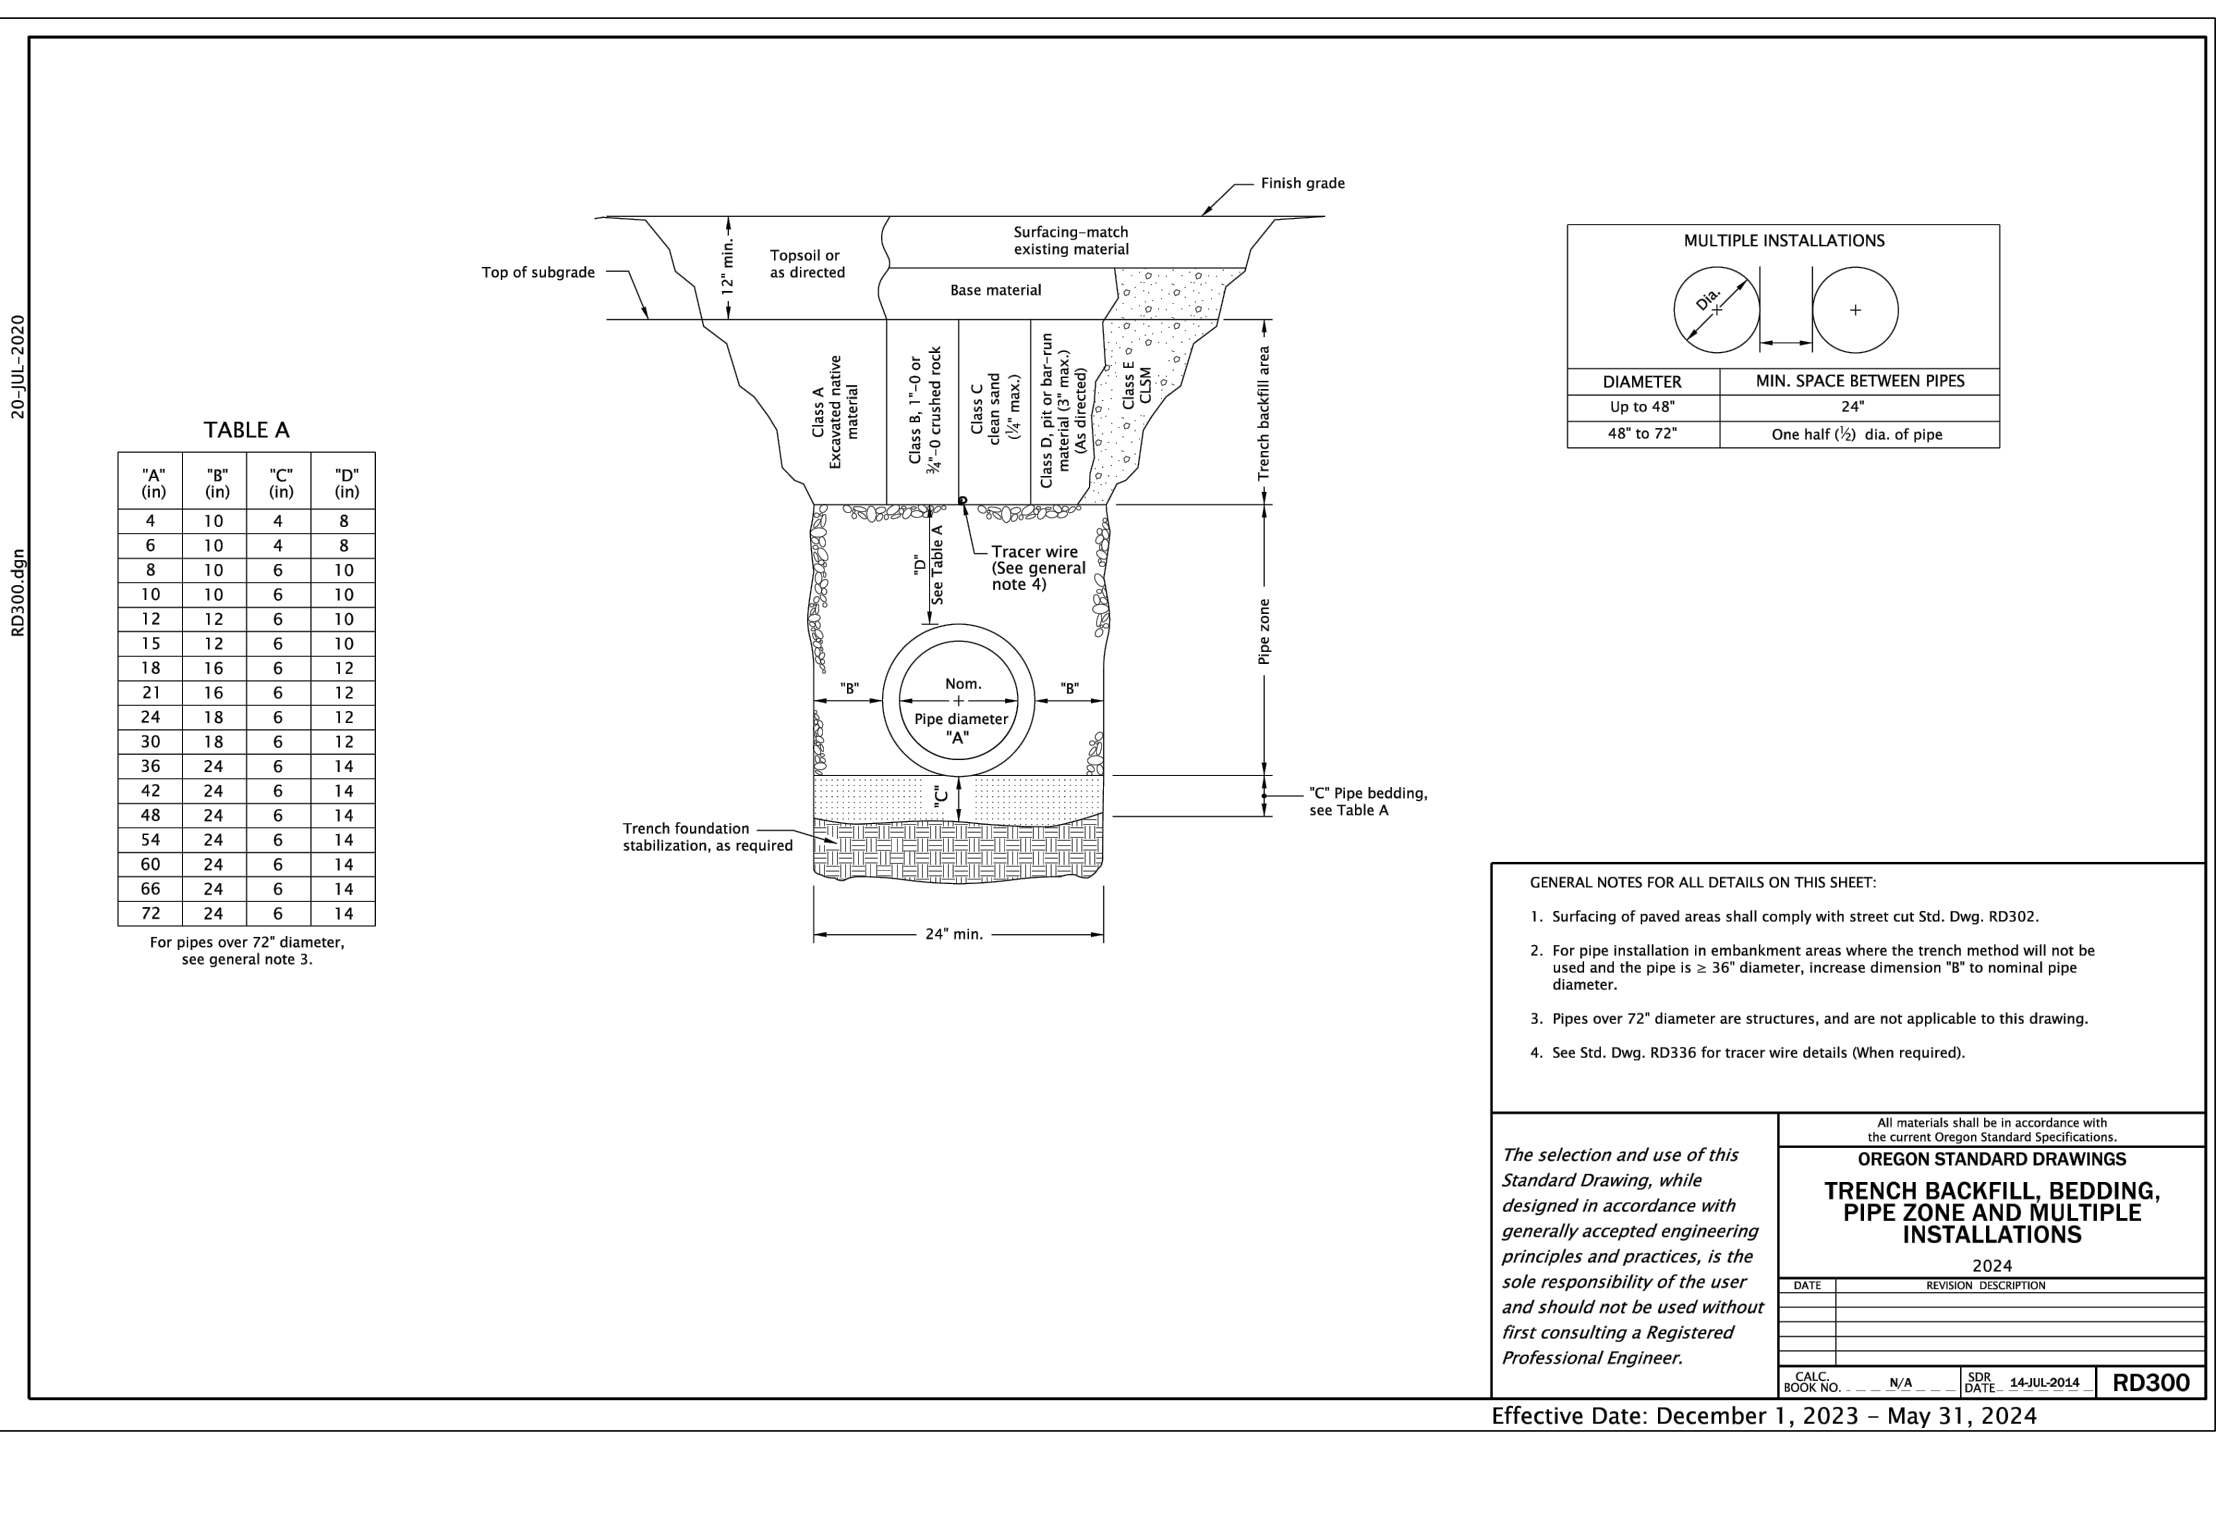 20-JUL-2020
RD300.dgn
TABLE A
"A" "B" "C" "D"
(in) (in) (in) (in)
4 10 4 8
6 10 4 8
8 10 6 10
10 10 6 10
12 12 6 10
15 12 6 10
18 16 6 12
21 16 6 12
24 18 6 12
30 18 6 12
36 24 6 14
42 24 6 14
48 24 6 14
54 24 6 14
60 24 6 14
66 24 6 14
72 24 6 14
For pipes over 72" diameter,
see general note 3.
Finish grade
Top of subgrade
12" min.
Topsoil or
as directed
Surfacing-match
existing material
Base material
Class A
Excavated native
material
Class B, 1"-0 or
¾"-0 crushed rock
Class C
clean sand
(¼" max.)
Class D, pit or bar-run
material (3" max.)
(As directed)
Class E
CLSM
Trench backfill area
"D"
See Table A
Tracer wire
(See general
note 4)
Pipe zone
"B"
Nom.
Pipe diameter
"A"
"B"
"C"
"C" Pipe bedding,
see Table A
Trench foundation
stabilization, as required
24" min.
MULTIPLE INSTALLATIONS
Dia.
DIAMETER MIN. SPACE BETWEEN PIPES
Up to 48" 24"
48" to 72" One half (½) dia. of pipe
GENERAL NOTES FOR ALL DETAILS ON THIS SHEET:
1. Surfacing of paved areas shall comply with street cut Std. Dwg. RD302.
2. For pipe installation in embankment areas where the trench method will not be
used and the pipe is ≥ 36" diameter, increase dimension "B" to nominal pipe
diameter.
3. Pipes over 72" diameter are structures, and are not applicable to this drawing.
4. See Std. Dwg. RD336 for tracer wire details (When required).
The selection and use of this
Standard Drawing, while
designed in accordance with
generally accepted engineering
principles and practices, is the
sole responsibility of the user
and should not be used without
first consulting a Registered
Professional Engineer.
All materials shall be in accordance with
the current Oregon Standard Specifications.
OREGON STANDARD DRAWINGS
TRENCH BACKFILL, BEDDING,
PIPE ZONE AND MULTIPLE
INSTALLATIONS
2024
DATE REVISION DESCRIPTION
CALC.
BOOK NO. N/A
SDR
DATE 14-JUL-2014
RD300
Effective Date: December 1, 2023 – May 31, 2024